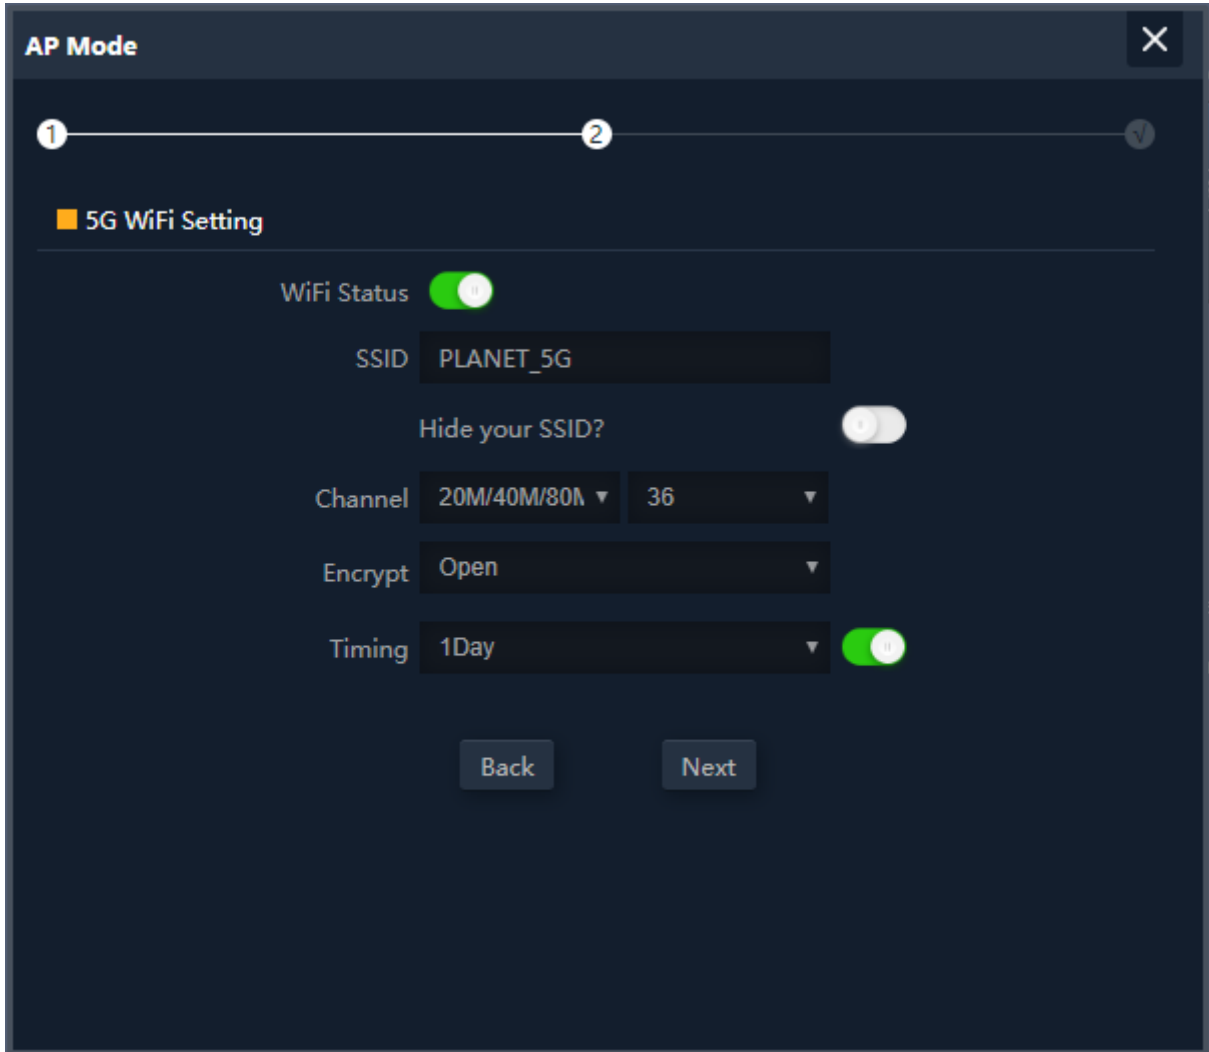 AP Mode
1
2
√
5G WiFi Setting
WiFi Status
SSID PLANET_5G
Hide your SSID?
Channel 20M/40M/80M 36
Encrypt Open
Timing 1Day
Back Next